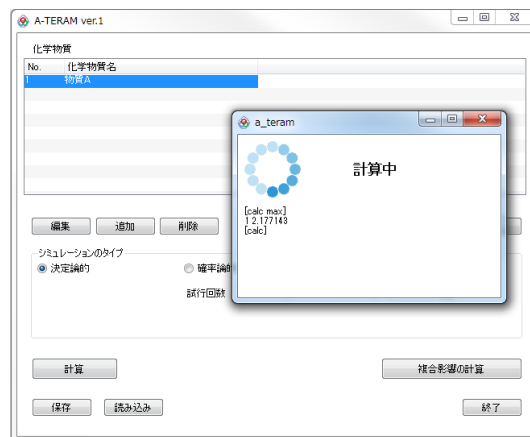 A-TERAM ver.1
化学物質
No. 化学物質名
1 物質A
a_teram
計算中
[calc max]
1 2.177143
[calc]
編集 追加 削除
シミュレーションのタイプ
決定論的 確率論的
試行回数
計算 複合影響の計算
保存 読み込み 終了